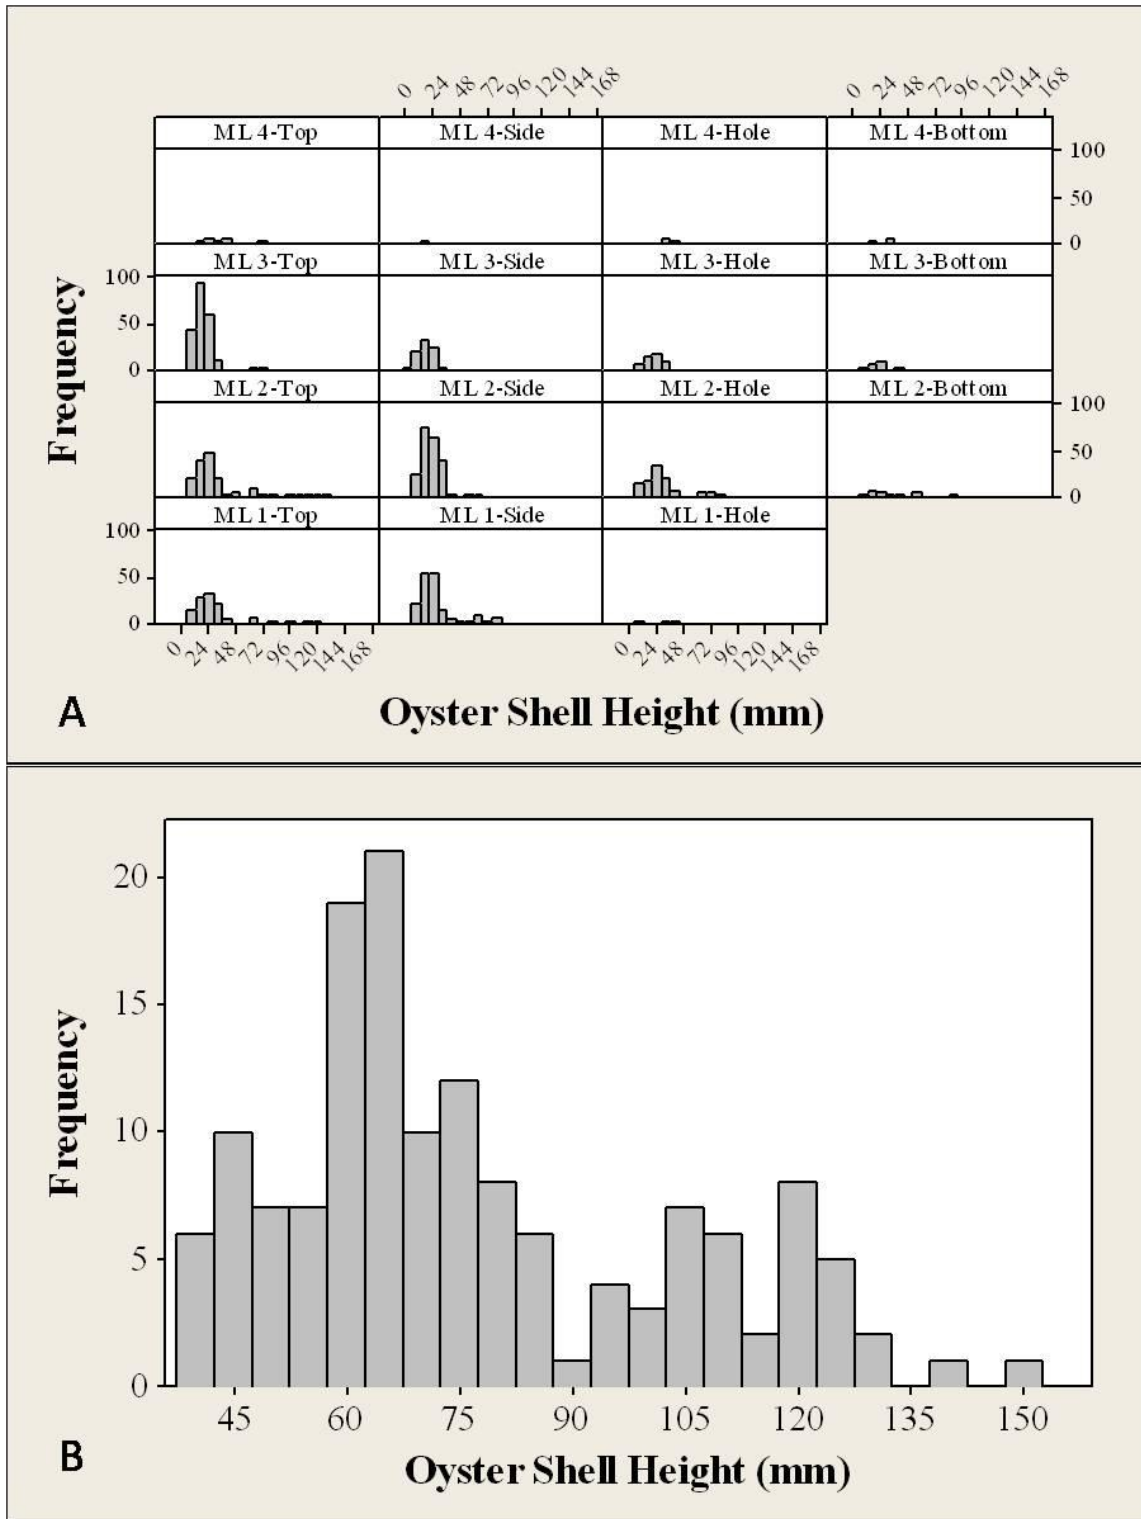 0 24 48 72 96 120 144 168 0 24 48 72 96 120 144 168
ML 4-Top ML 4-Side ML 4-Hole ML 4-Bottom
100
50
0
ML 3-Top ML 3-Side ML 3-Hole ML 3-Bottom
100
50
0
ML 2-Top ML 2-Side ML 2-Hole ML 2-Bottom
100
50
0
ML 1-Top ML 1-Side ML 1-Hole
100
50
0
0 24 48 72 96 120 144 168 0 24 48 72 96 120 144 168
Frequency
Oyster Shell Height (mm)
A
20
15
10
5
0
Frequency
45 60 75 90 105 120 135 150
Oyster Shell Height (mm)
B